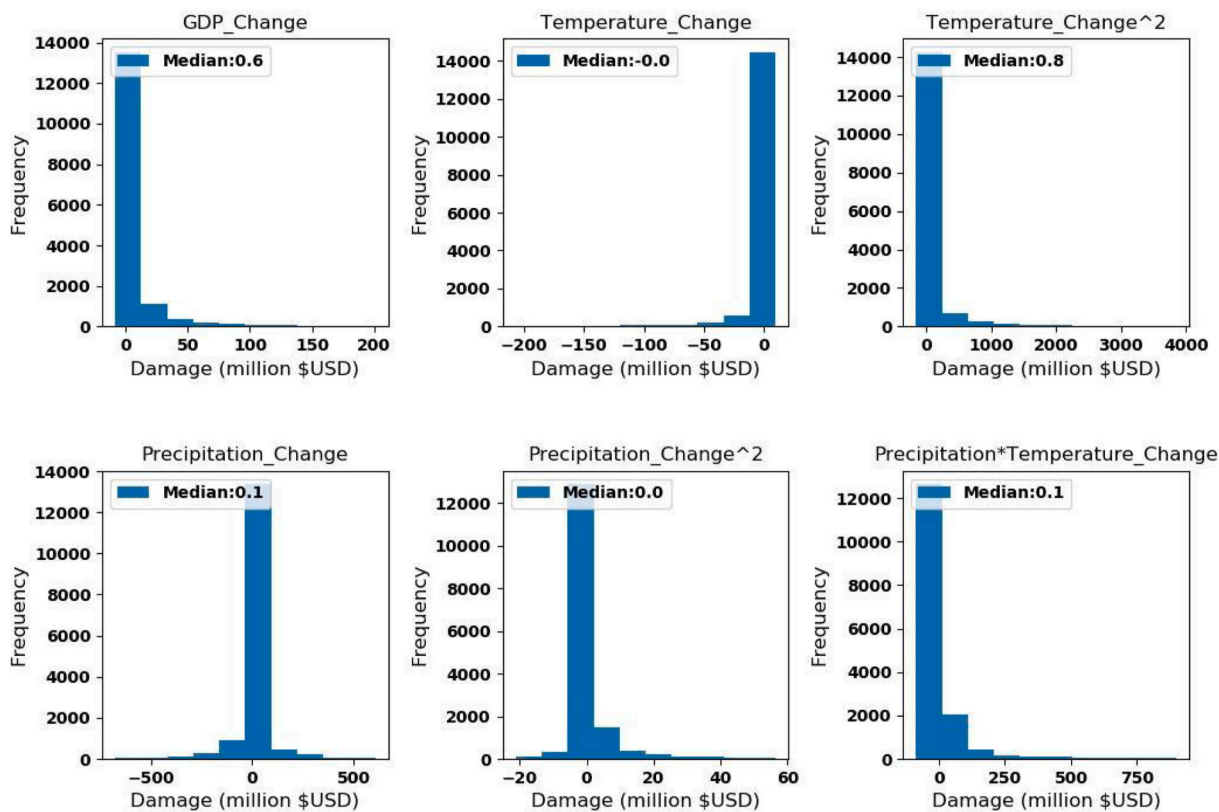 GDP_Change
Median:0.6
14000
12000
10000
8000
6000
4000
2000
0
Frequency
0 50 100 150 200
Damage (million $USD)
Temperature_Change
Median:-0.0
14000
12000
10000
8000
6000
4000
2000
0
Frequency
−200 −150 −100 −50 0
Damage (million $USD)
Temperature_Change^2
Median:0.8
14000
12000
10000
8000
6000
4000
2000
0
Frequency
0 1000 2000 3000 4000
Damage (million $USD)
Precipitation_Change
Median:0.1
14000
12000
10000
8000
6000
4000
2000
0
Frequency
−500 0 500
Damage (million $USD)
Precipitation_Change^2
Median:0.0
12000
10000
8000
6000
4000
2000
0
Frequency
−20 0 20 40 60
Damage (million $USD)
Precipitation*Temperature_Change
Median:0.1
12000
10000
8000
6000
4000
2000
0
Frequency
0 250 500 750
Damage (million $USD)